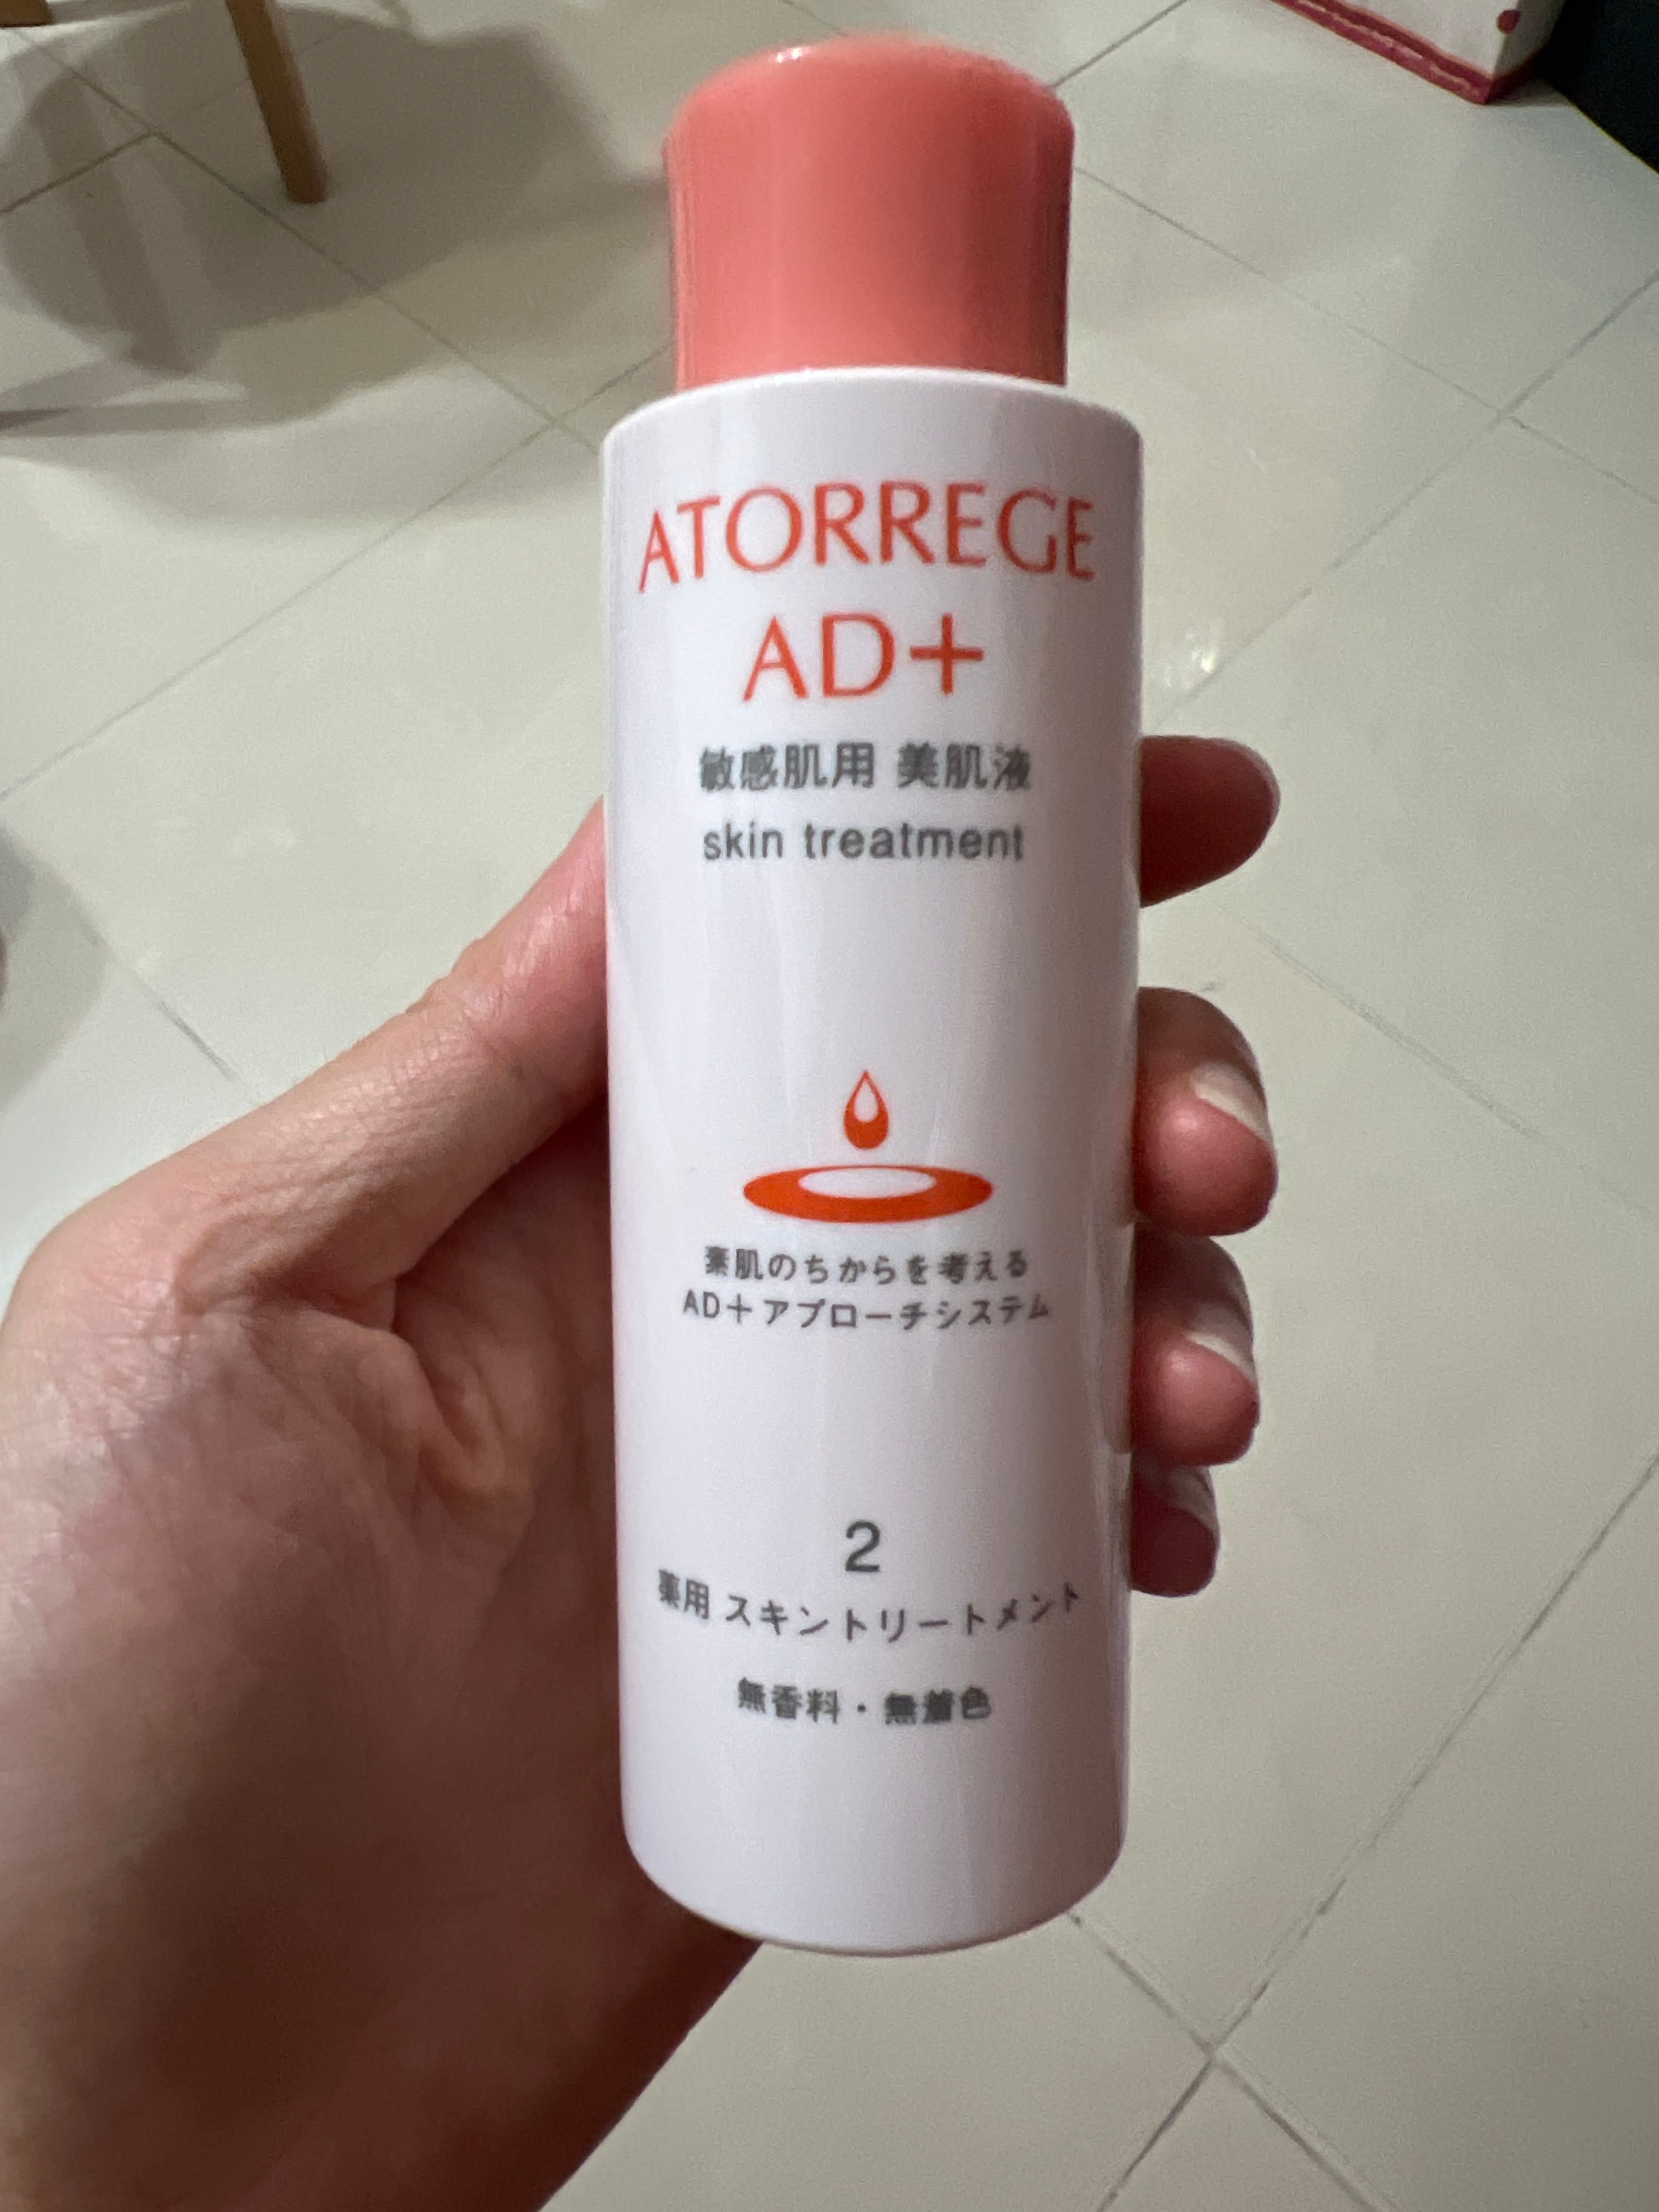 ATORREGE
AD+
敏感肌用 美肌液
skin treatment
素肌のちからを考える
AD+アプローチシステム
2
薬用 スキントリートメント
無香料・無着色